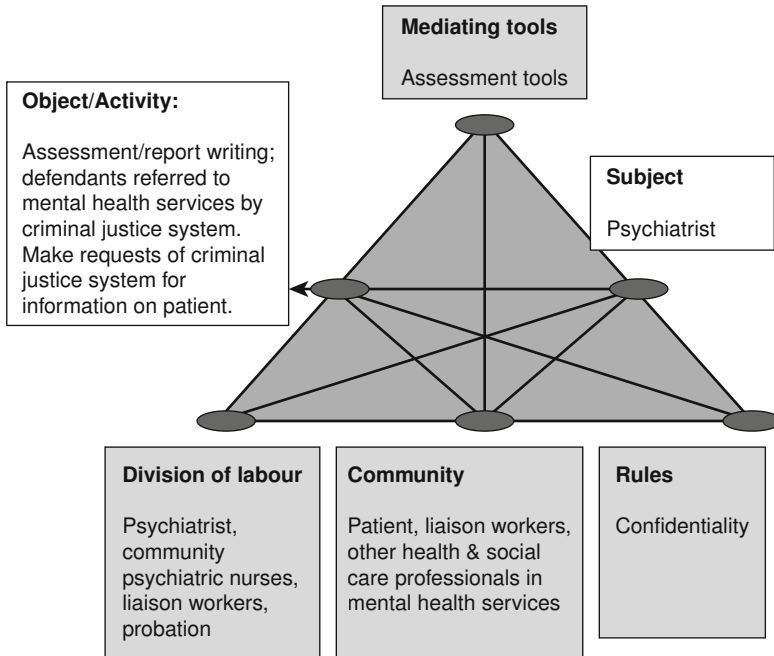 Mediating tools
Assessment tools
Object/Activity:
Assessment/report writing;
defendants referred to
mental health services by
criminal justice system.
Make requests of criminal
justice system for
information on patient.
Subject
Psychiatrist
Division of labour
Psychiatrist,
community
psychiatric nurses,
liaison workers,
probation
Community
Patient, liaison workers,
other health & social
care professionals in
mental health services
Rules
Confidentiality